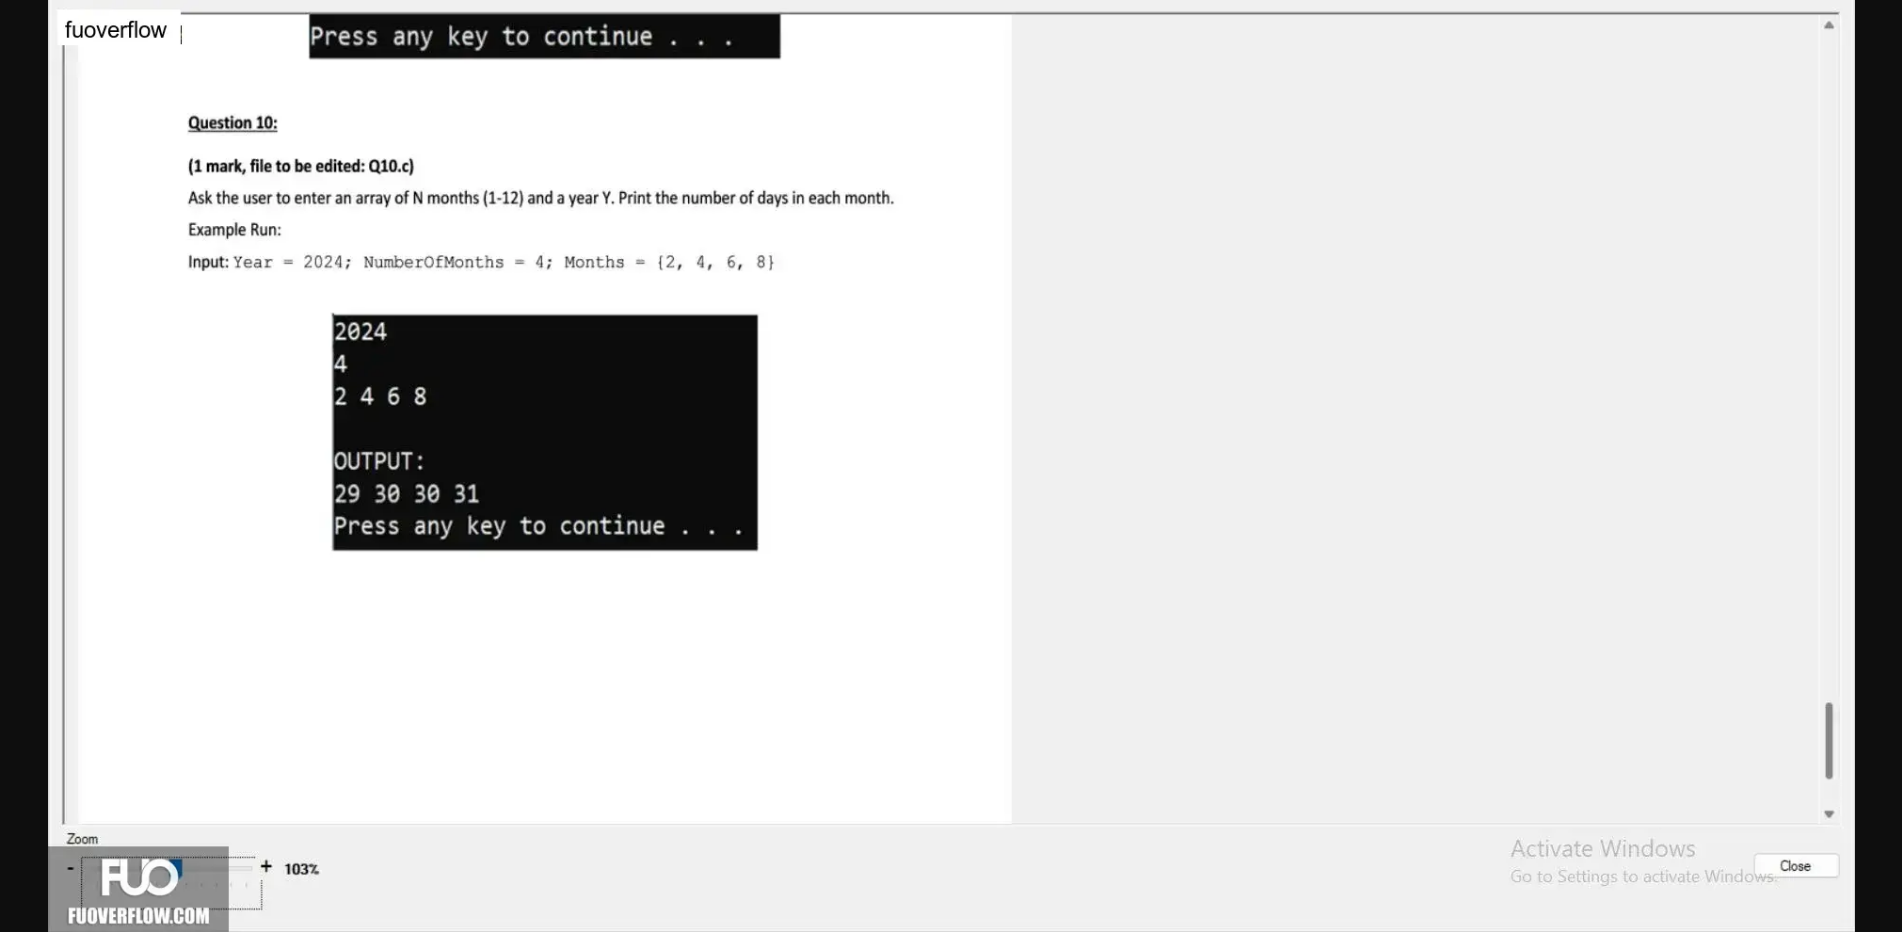 fuoverflow
Press any key to continue . . .
Question 10:
(1 mark, file to be edited: Q10.c)
Ask the user to enter an array of N months (1-12) and a year Y. Print the number of days in each month.
Example Run:
Input: Year = 2024; NumberOfMonths = 4; Months = {2, 4, 6, 8}
2024
4
2 4 6 8
OUTPUT:
29 30 30 31
Press any key to continue . . .
Zoom
- + 103%
FUO
FUOVERFLOW.COM
Activate Windows
Go to Settings to activate Windows.
Close